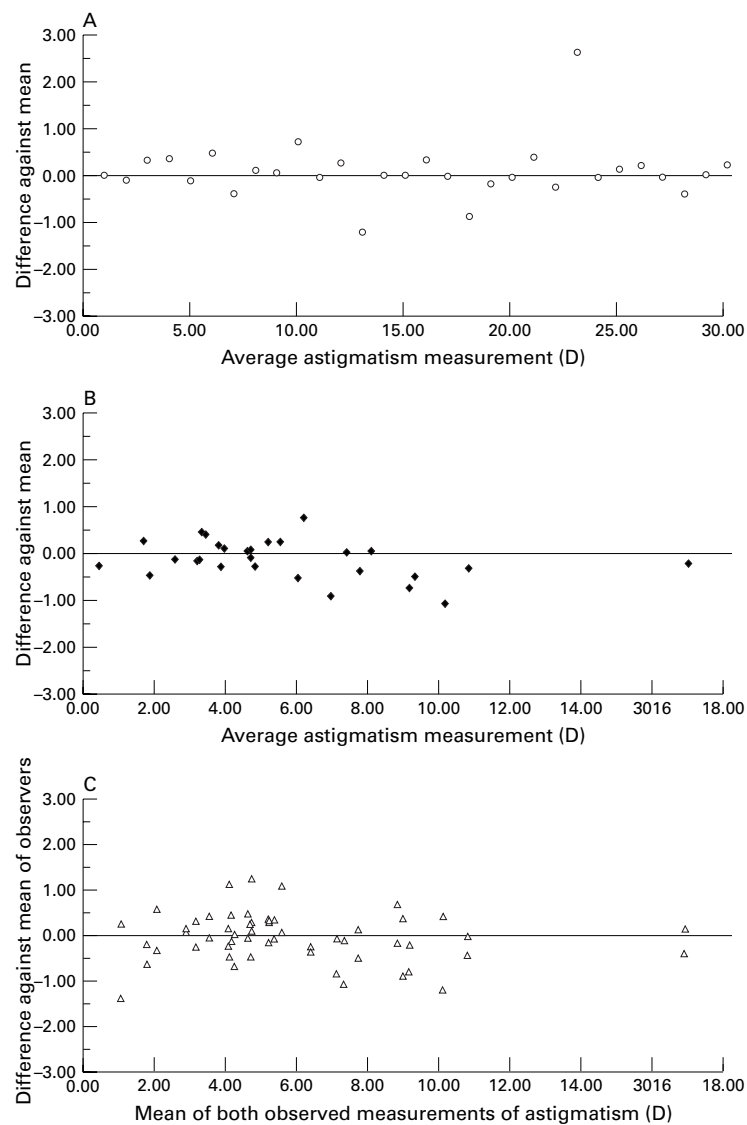 A
3.00
2.00
1.00
0.00
–1.00
–2.00
–3.00
Difference against mean
0.00 5.00 10.00 15.00 20.00 25.00 30.00
Average astigmatism measurement (D)
B
3.00
2.00
1.00
0.00
–1.00
–2.00
–3.00
Difference against mean
0.00 2.00 4.00 6.00 8.00 10.00 12.00 14.00 3016 18.00
Average astigmatism measurement (D)
C
3.00
2.00
1.00
0.00
–1.00
–2.00
–3.00
Difference against mean of observers
0.00 2.00 4.00 6.00 8.00 10.00 12.00 14.00 3016 18.00
Mean of both observed measurements of astigmatism (D)